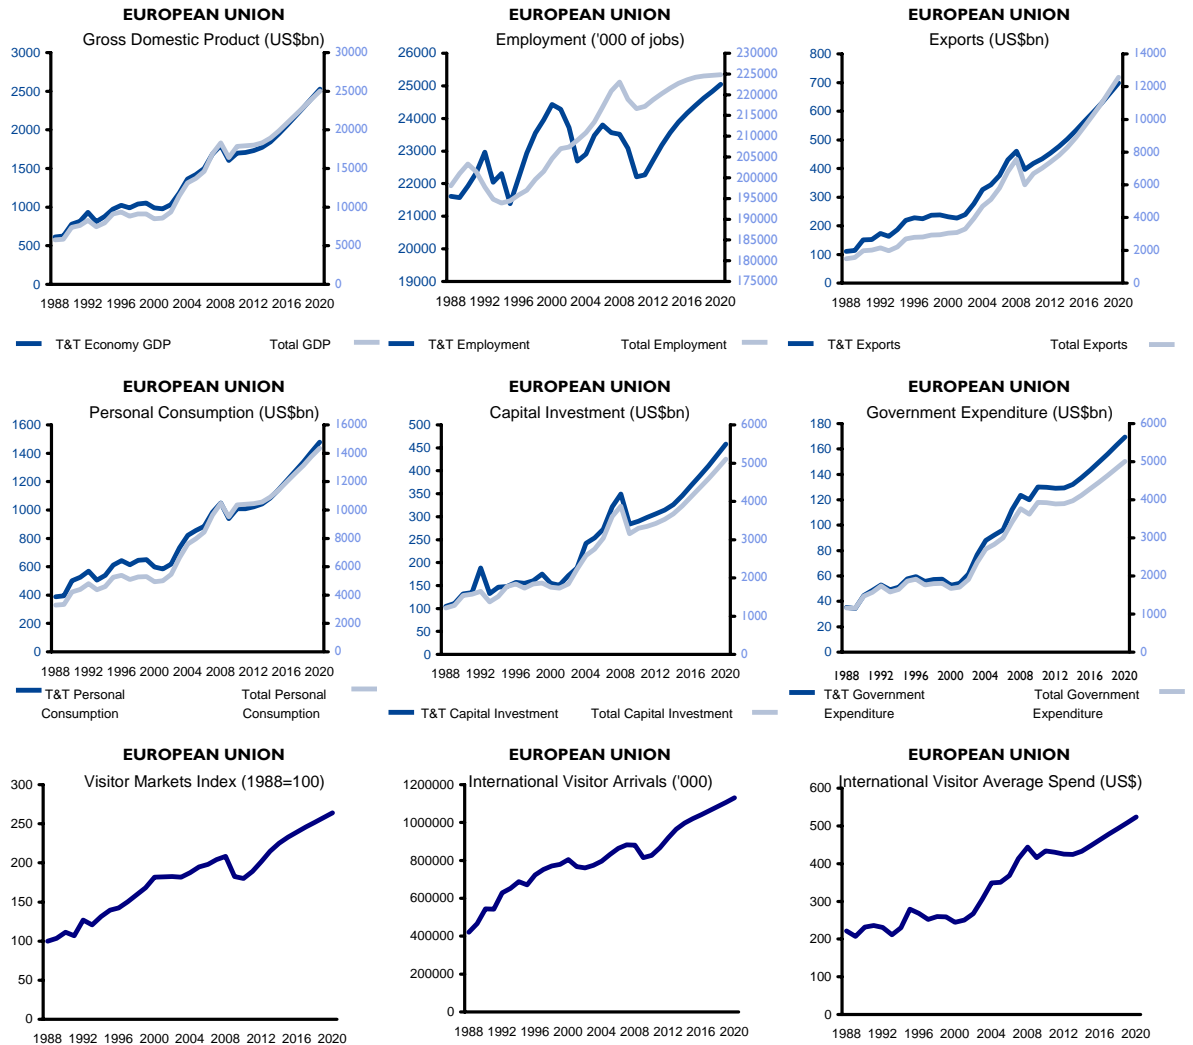 EUROPEAN UNION
Gross Domestic Product (US$bn)
3000
2500
2000
1500
1000
500
0
30000
25000
20000
15000
10000
5000
0
1988 1992 1996 2000 2004 2008 2012 2016 2020
T&T Economy GDP
Total GDP
EUROPEAN UNION
Employment ('000 of jobs)
26000
25000
24000
23000
22000
21000
20000
19000
230000
225000
220000
215000
210000
205000
200000
195000
190000
185000
180000
175000
1988 1992 1996 2000 2004 2008 2012 2016 2020
T&T Employment
Total Employment
EUROPEAN UNION
Exports (US$bn)
800
700
600
500
400
300
200
100
0
14000
12000
10000
8000
6000
4000
2000
0
1988 1992 1996 2000 2004 2008 2012 2016 2020
T&T Exports
Total Exports
EUROPEAN UNION
Personal Consumption (US$bn)
1600
1400
1200
1000
800
600
400
200
0
16000
14000
12000
10000
8000
6000
4000
2000
0
1988 1992 1996 2000 2004 2008 2012 2016 2020
T&T Personal
Consumption
Total Personal
Consumption
EUROPEAN UNION
Capital Investment (US$bn)
500
450
400
350
300
250
200
150
100
50
0
6000
5000
4000
3000
2000
1000
0
1988 1992 1996 2000 2004 2008 2012 2016 2020
T&T Capital Investment
Total Capital Investment
EUROPEAN UNION
Government Expenditure (US$bn)
180
160
140
120
100
80
60
40
20
0
6000
5000
4000
3000
2000
1000
0
1988 1992 1996 2000 2004 2008 2012 2016 2020
T&T Government
Expenditure
Total Government
Expenditure
EUROPEAN UNION
Visitor Markets Index (1988=100)
300
250
200
150
100
50
0
1988 1992 1996 2000 2004 2008 2012 2016 2020
EUROPEAN UNION
International Visitor Arrivals ('000)
1200000
1000000
800000
600000
400000
200000
0
1988 1992 1996 2000 2004 2008 2012 2016 2020
EUROPEAN UNION
International Visitor Average Spend (US$)
600
500
400
300
200
100
0
1988 1992 1996 2000 2004 2008 2012 2016 2020